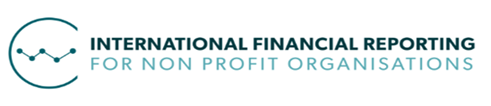 INTERNATIONAL FINANCIAL REPORTING
FOR NON PROFIT ORGANISATIONS